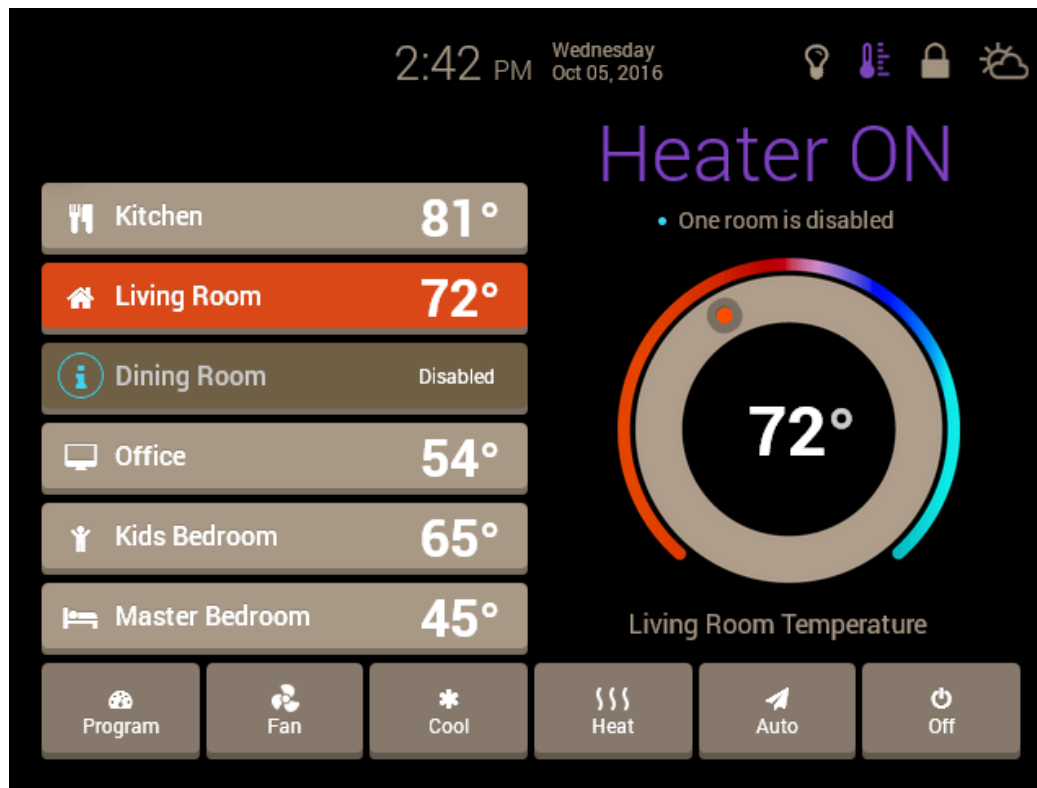 2:42 PM
Wednesday
Oct 05, 2016
Heater ON
One room is disabled
Kitchen 81°
Living Room 72°
Dining Room Disabled
Office 54°
Kids Bedroom 65°
Master Bedroom 45°
72°
Living Room Temperature
Program
Fan
Cool
Heat
Auto
Off